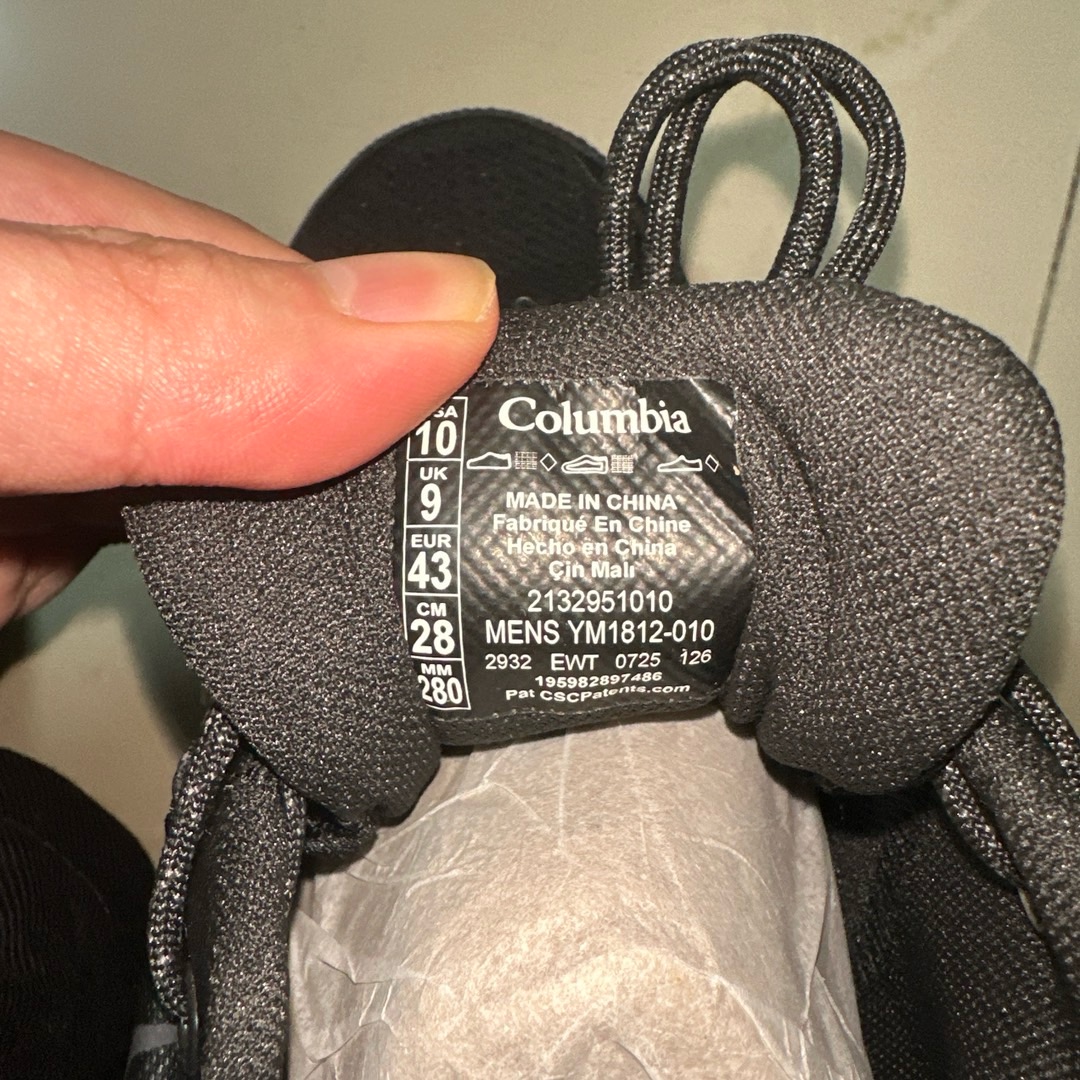 USA
10
UK
9
EUR
43
CM
28
MM
280
Columbia
MADE IN CHINA
Fabriqué En Chine
Hecho en China
Çin Malı
2132951010
MENS YM1812-010
2932 EWT 0725 126
195982897486
Pat CSCPatents.com